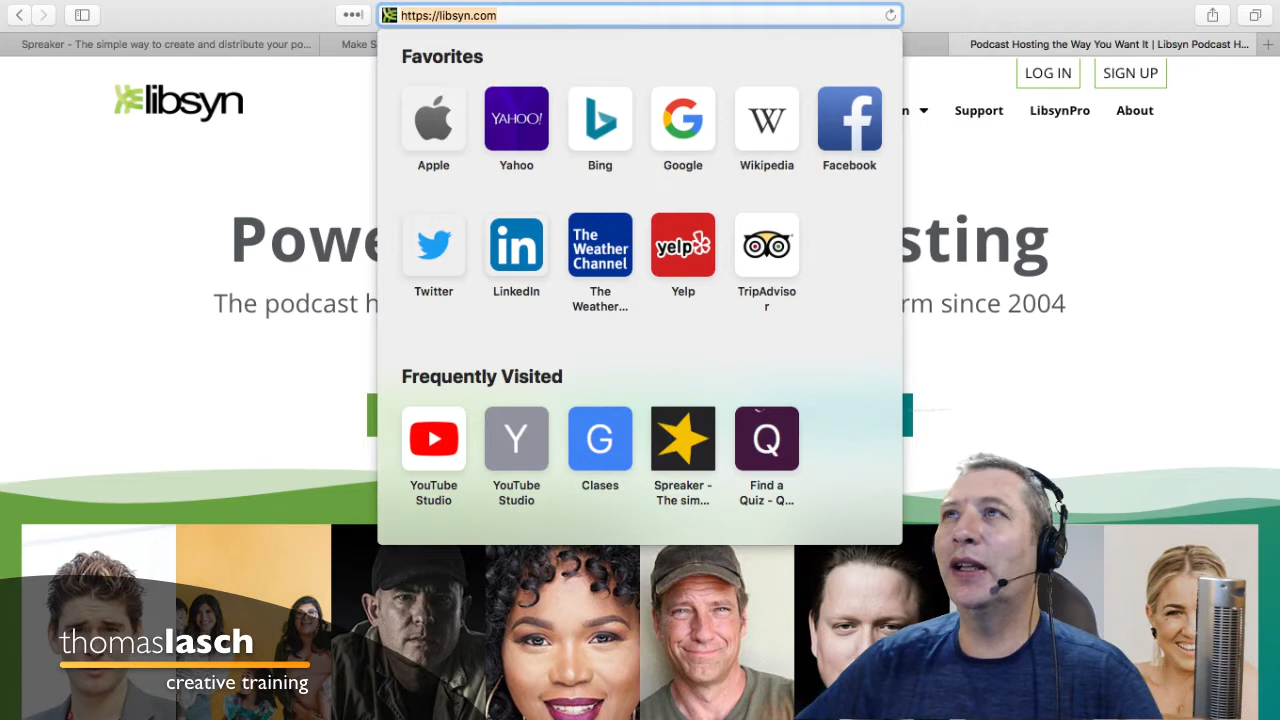 https://libsyn.com
Spreaker - The simple way to create and distribute your po...
Make S
Podcast Hosting the Way You Want It | Libsyn Podcast H...
Favorites
LOG IN
SIGN UP
libsyn
n
Support
LibsynPro
About
YAHOO!
W
Apple
Yahoo
Bing
Google
Wikipedia
Facebook
Powe
sting
The podcast h
rm since 2004
in
The
Weather
Channel
yelp
Twitter
LinkedIn
The
Weather...
Yelp
TripAdviso
r
Frequently Visited
Y
G
Q
YouTube
Studio
YouTube
Studio
Clases
Spreaker -
The sim...
Find a
Quiz - Q...
thomaslasch
creative training